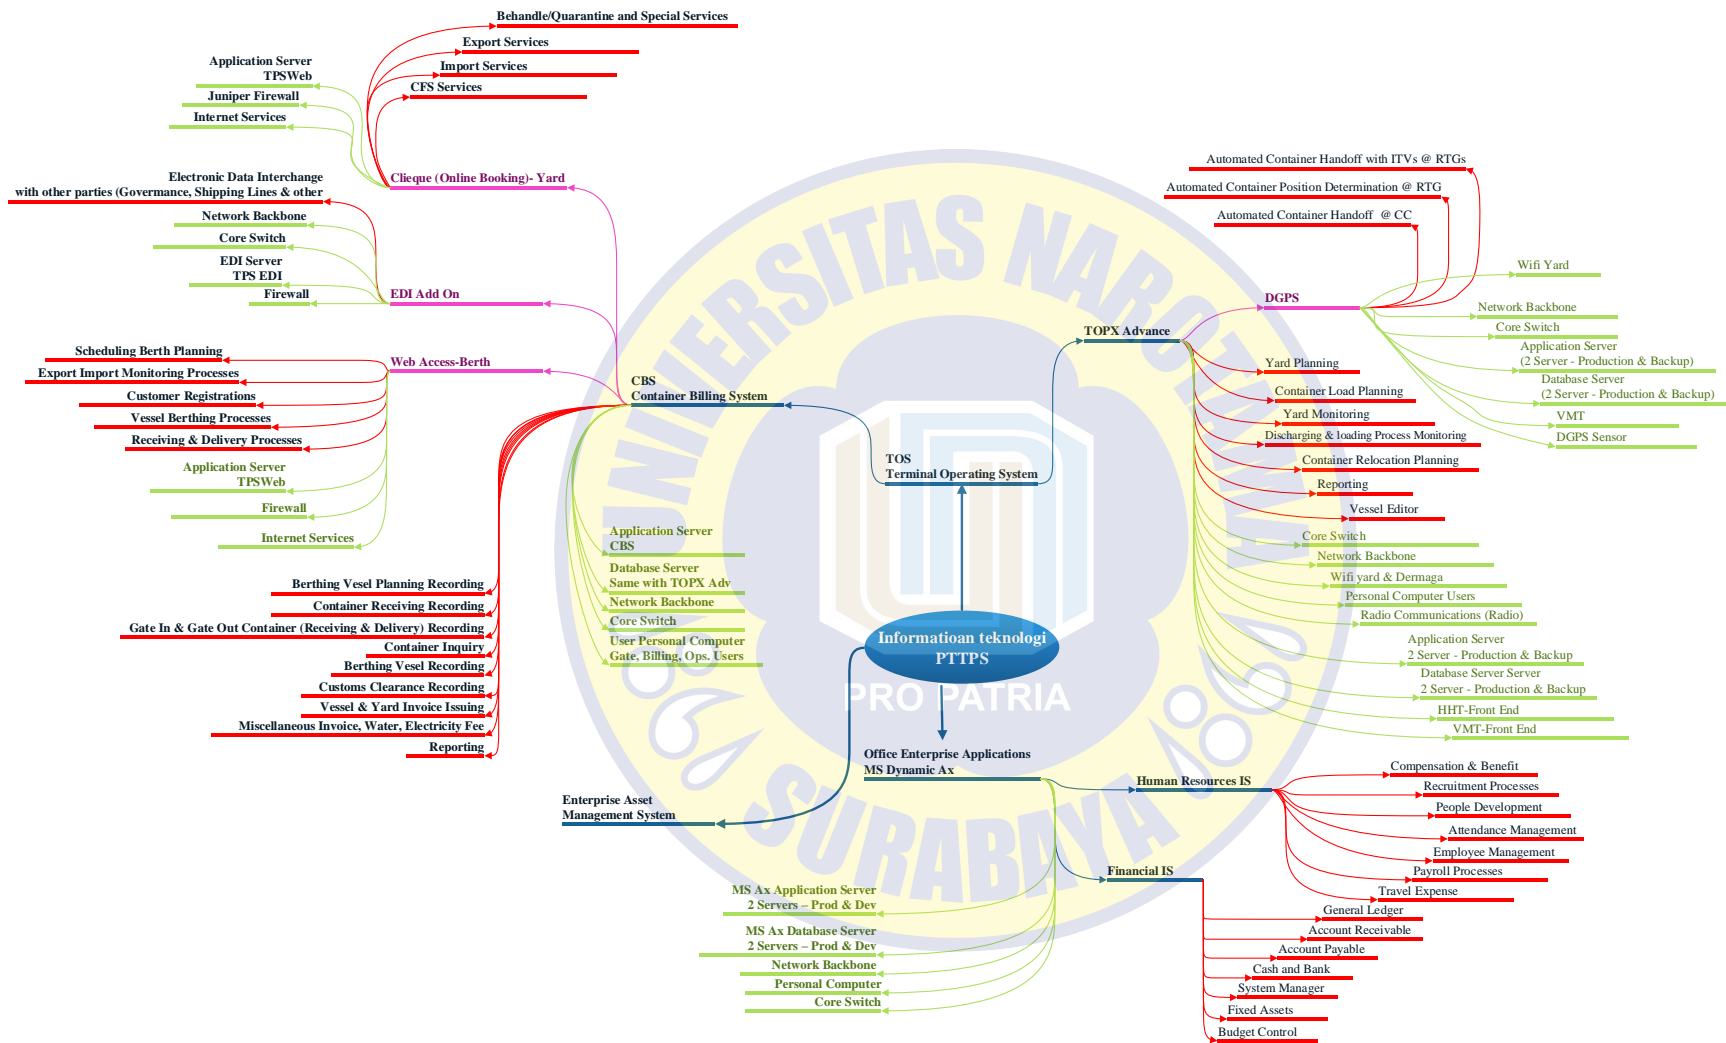 Behandle/Quarantine and Special Services
Export Services
Import Services
CFS Services
Application Server
TPSWeb
Juniper Firewall
Internet Services
Clieque (Online Booking)- Yard
Electronic Data Interchange
with other parties (Governance, Shipping Lines & other
Network Backbone
Core Switch
EDI Server
TPS EDI
Firewall
EDI Add On
Scheduling Berth Planning
Export Import Monitoring Processes
Customer Registrations
Vessel Berthing Processes
Receiving & Delivery Processes
Application Server
TPSWeb
Firewall
Internet Services
Web Access-Berth
CBS
Container Billing System
Application Server
CBS
Database Server
Same with TOPX Adv
Network Backbone
Core Switch
User Personal Computer
Gate, Billing, Ops. Users
Berthing Vesel Planning Recording
Container Receiving Recording
Gate In & Gate Out Container (Receiving & Delivery) Recording
Container Inquiry
Berthing Vesel Recording
Customs Clearance Recording
Vessel & Yard Invoice Issuing
Miscellaneous Invoice, Water, Electricity Fee
Reporting
TOS
Terminal Operating System
Informatioan teknologi
PTTPS
UNIVERSITAS NAROTAMA
PRO PATRIA
SURABAYA
TOPX Advance
DGPS
Automated Container Handoff with ITVs @ RTGs
Automated Container Position Determination @ RTG
Automated Container Handoff  @ CC
Wifi Yard
Network Backbone
Core Switch
Application Server
(2 Server - Production & Backup)
Database Server
(2 Server - Production & Backup)
VMT
DGPS Sensor
Yard Planning
Container Load Planning
Yard Monitoring
Discharging & loading Process Monitoring
Container Relocation Planning
Reporting
Vessel Editor
Core Switch
Network Backbone
Wifi yard & Dermaga
Personal Computer Users
Radio Communications (Radio)
Application Server
2 Server - Production & Backup
Database Server Server
2 Server - Production & Backup
HHT-Front End
VMT-Front End
Office Enterprise Applications
MS Dynamic Ax
Enterprise Asset
Management System
Human Resources IS
Compensation & Benefit
Recruitment Processes
People Development
Attendance Management
Employee Management
Payroll Processes
Travel Expense
Financial IS
General Ledger
Account Receivable
Account Payable
Cash and Bank
System Manager
Fixed Assets
Budget Control
MS Ax Application Server
2 Servers – Prod & Dev
MS Ax Database Server
2 Servers – Prod & Dev
Network Backbone
Personal Computer
Core Switch